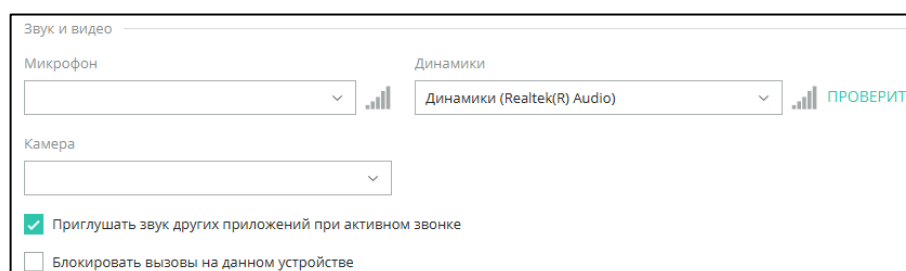 Звук и видео
Микрофон
Динамики
Динамики (Realtek(R) Audio)
ПРОВЕРИТ
Камера
Приглушать звук других приложений при активном звонке
Блокировать вызовы на данном устройстве